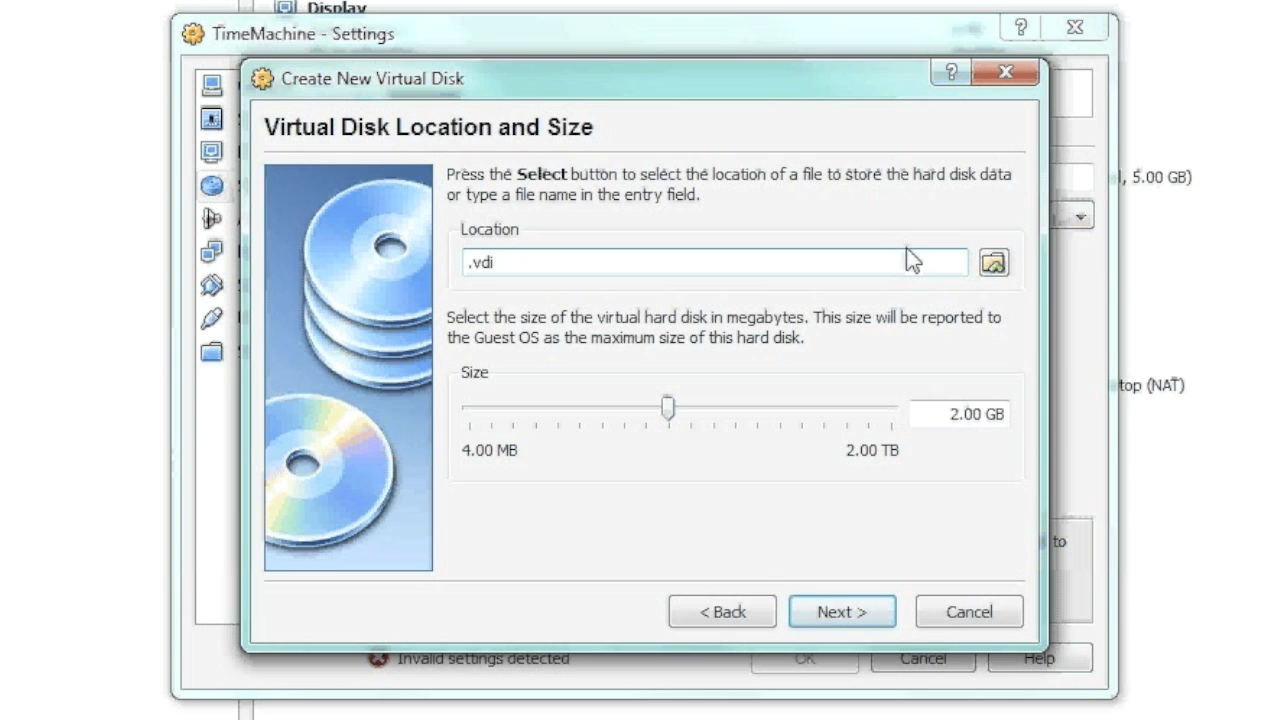 Display
TimeMachine - Settings
Create New Virtual Disk
Virtual Disk Location and Size
Press the Select button to select the location of a file to store the hard disk data
or type a file name in the entry field.
l, 5.00 GB)
Location
.vdi
Select the size of the virtual hard disk in megabytes. This size will be reported to
the Guest OS as the maximum size of this hard disk.
Size
top (NAT)
2.00 GB
4.00 MB
2.00 TB
to
< Back
Next >
Cancel
Invalid settings detected
OK
Cancel
Help